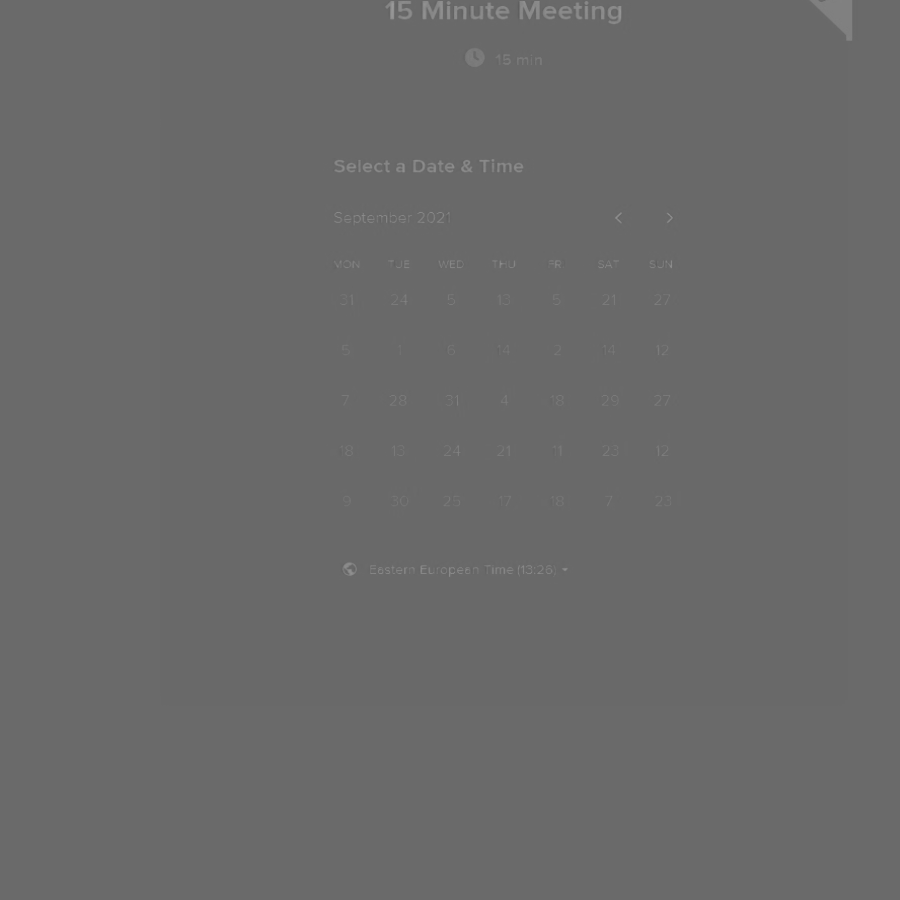 15 Minute Meeting
15 min
Select a Date & Time
September 2021
MON TUE WED THU FRI SAT SUN
31 24 5 13 5 21 27
5 1 6 14 2 14 12
7 28 31 4 18 29 27
18 13 24 21 11 23 12
9 30 25 17 18 7 23
Eastern European Time (13:26)